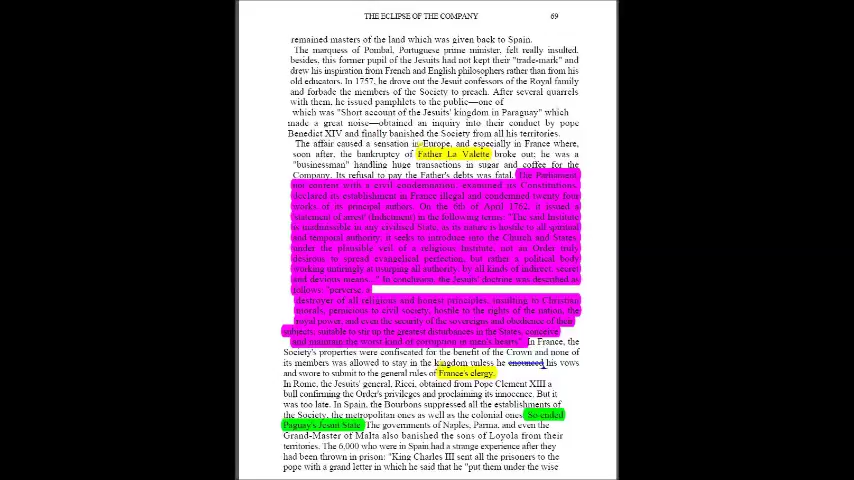 THE ECLIPSE OF THE COMPANY 69
remained masters of the land which was given back to Spain.
The marquess of Pombal, Portuguese prime minister, felt really insulted.
besides, this former pupil of the Jesuits had not kept their "trade-mark" and
drew his inspiration from French and English philosophers rather than from his
old educators. In 1757, he drove out the Jesuit confessors of the Royal family
and forbade the members of the Society to preach. After several quarrels
with them, he issued pamphlets to the public—one of
which was "Short account of the Jesuits' kingdom in Paraguay" which
made a great noise—obtained an inquiry into their conduct by pope
Benedict XIV and finally banished the Society from all his territories.
The affair caused a sensation in Europe, and especially in France where,
soon after, the bankruptcy of Father La Valette broke out; he was a
"businessman" handling huge transactions in sugar and coffee for the
Company. Its refusal to pay the Father's debts was fatal. The Parliament
not content with a civil condemnation, examined its Constitutions,
declared its establishment in France illegal and condemned twenty four
works of its principal authors. On the 6th of April 1762, it issued a
"statement of arrest" (Indictment) in the following terms: "The said Institute
is inadmissible in any civilised State, as its nature is hostile to all spiritual
and temporal authority; it seeks to introduce into the Church and States
under the plausible veil of a religious Institute, not an Order truly
desirous to spread evangelical perfection, but rather a political body
working untiringly at usurping all authority, by all kinds of indirect, secret
and devious means..." In conclusion, the Jesuits' doctrine was described as
follows: "perverse, a
destroyer of all religious and honest principles, insulting to Christian
morals, pernicious to civil society, hostile to the rights of the nation, the
royal power, and even the security of the sovereigns and obedience of their
subjects; suitable to stir up the greatest disturbances in the States, conceive
and maintain the worst kind of corruption in men's hearts". In France, the
Society's properties were confiscated for the benefit of the Crown and none of
its members was allowed to stay in the kingdom unless he enounced his vows
and swore to submit to the general rules of France's clergy.
In Rome, the Jesuits' general, Ricci, obtained from Pope Clement XIII a
bull confirming the Order's privileges and proclaiming its innocence. But it
was too late. In Spain, the Bourbons suppressed all the establishments of
the Society, the metropolitan ones as well as the colonial ones. So ended
Paguay's Jesuit State. The governments of Naples, Parma, and even the
Grand-Master of Malta also banished the sons of Loyola from their
territories. The 6,000 who were in Spain had a strange experience after they
had been thrown in prison: "King Charles III sent all the prisoners to the
pope with a grand letter in which he said that he "put them under the wise